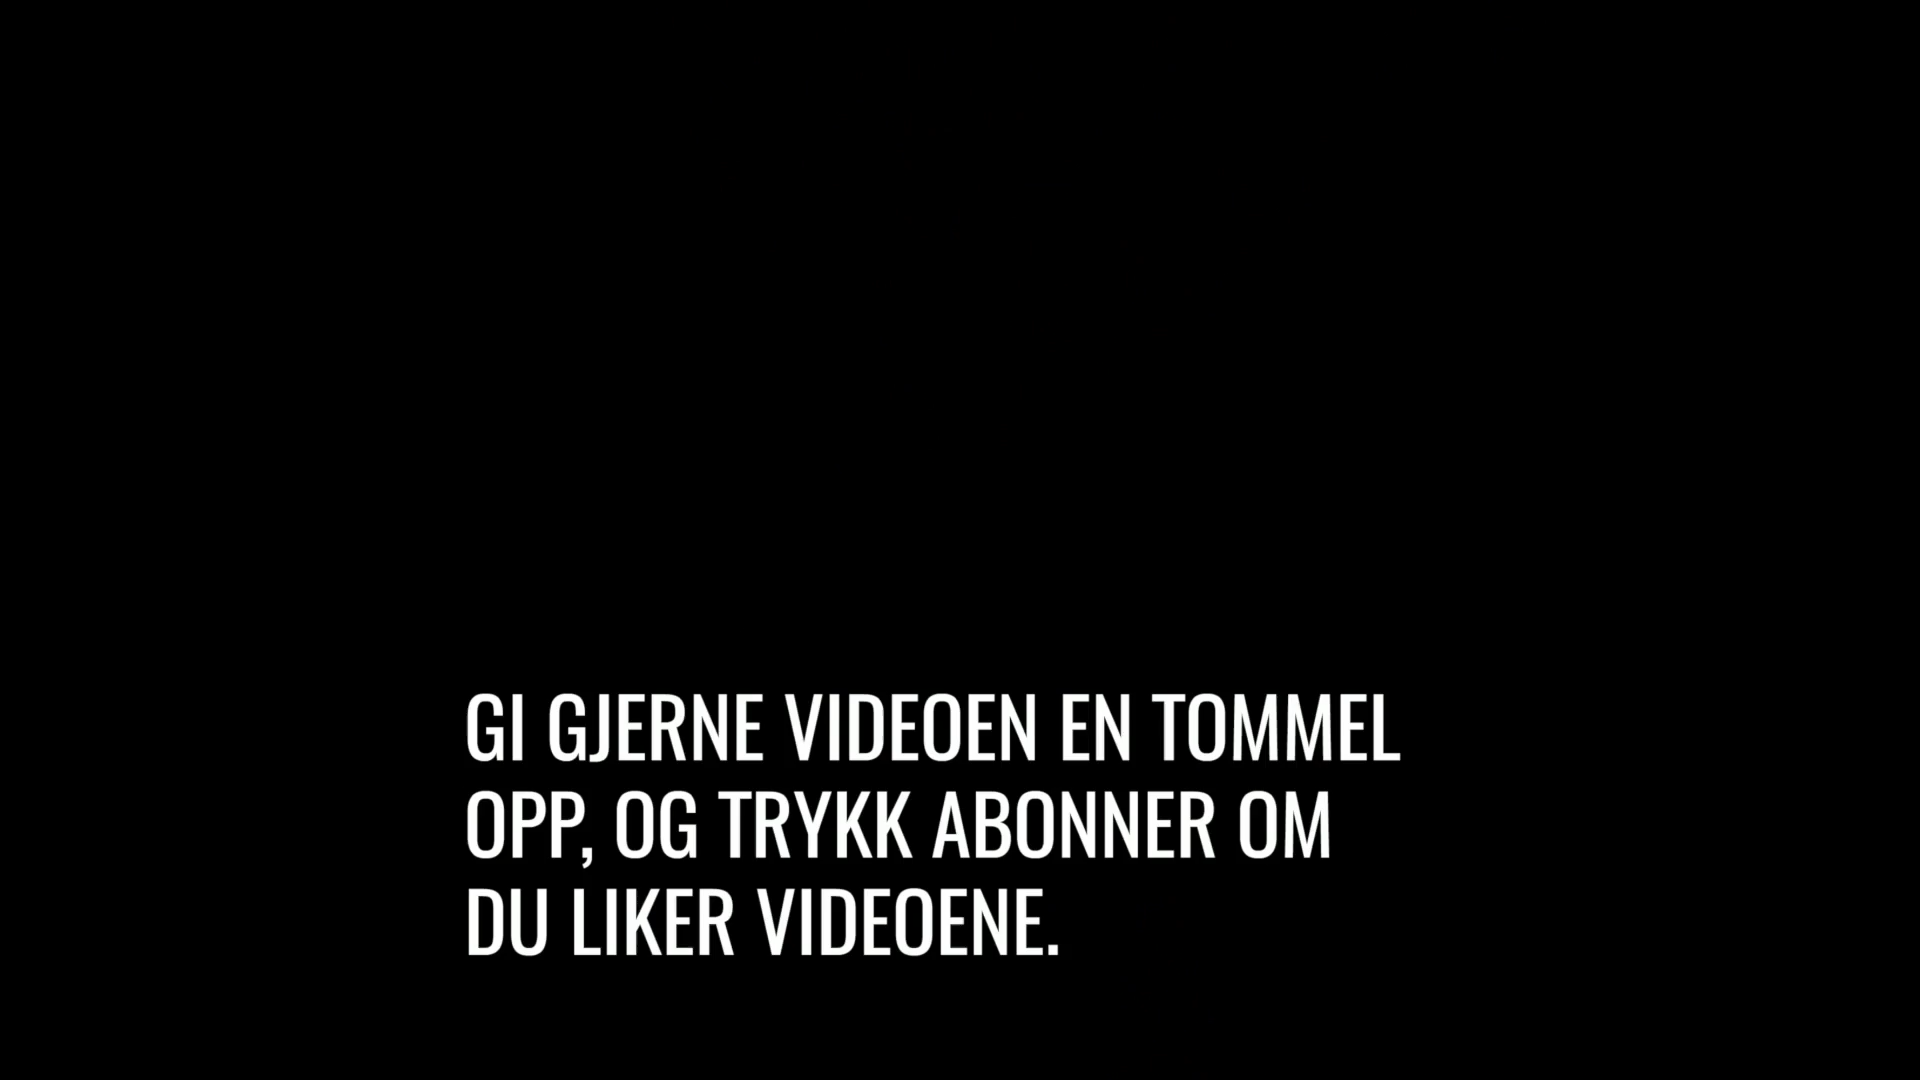 GI GJERNE VIDEOEN EN TOMMEL
OPP, OG TRYKK ABONNER OM
DU LIKER VIDEOENE.